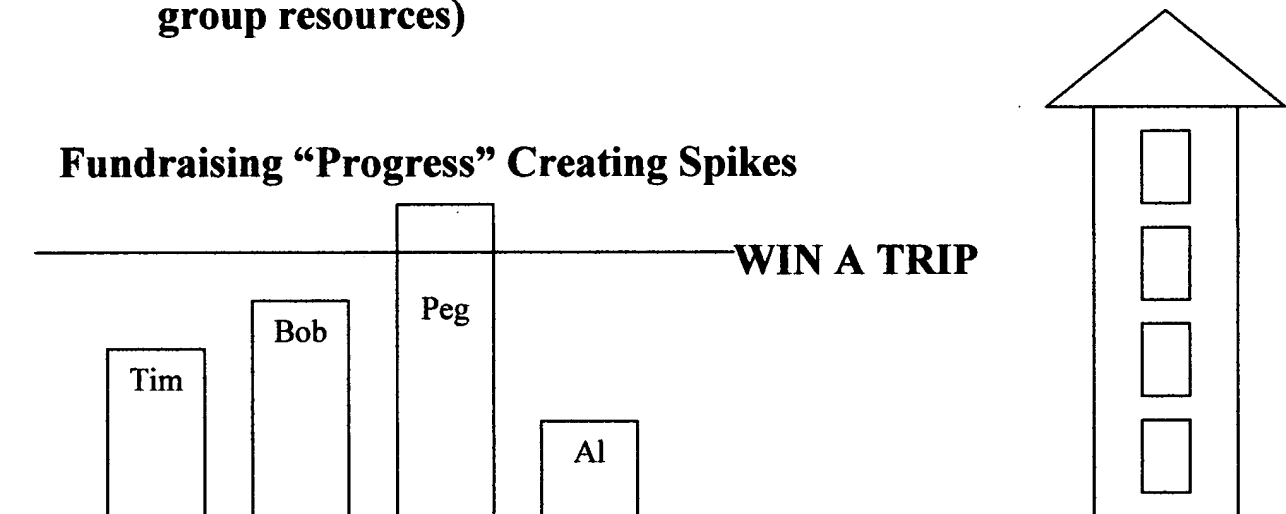 group resources)
Fundraising “Progress” Creating Spikes
WIN A TRIP
Peg
Bob
Tim
Al